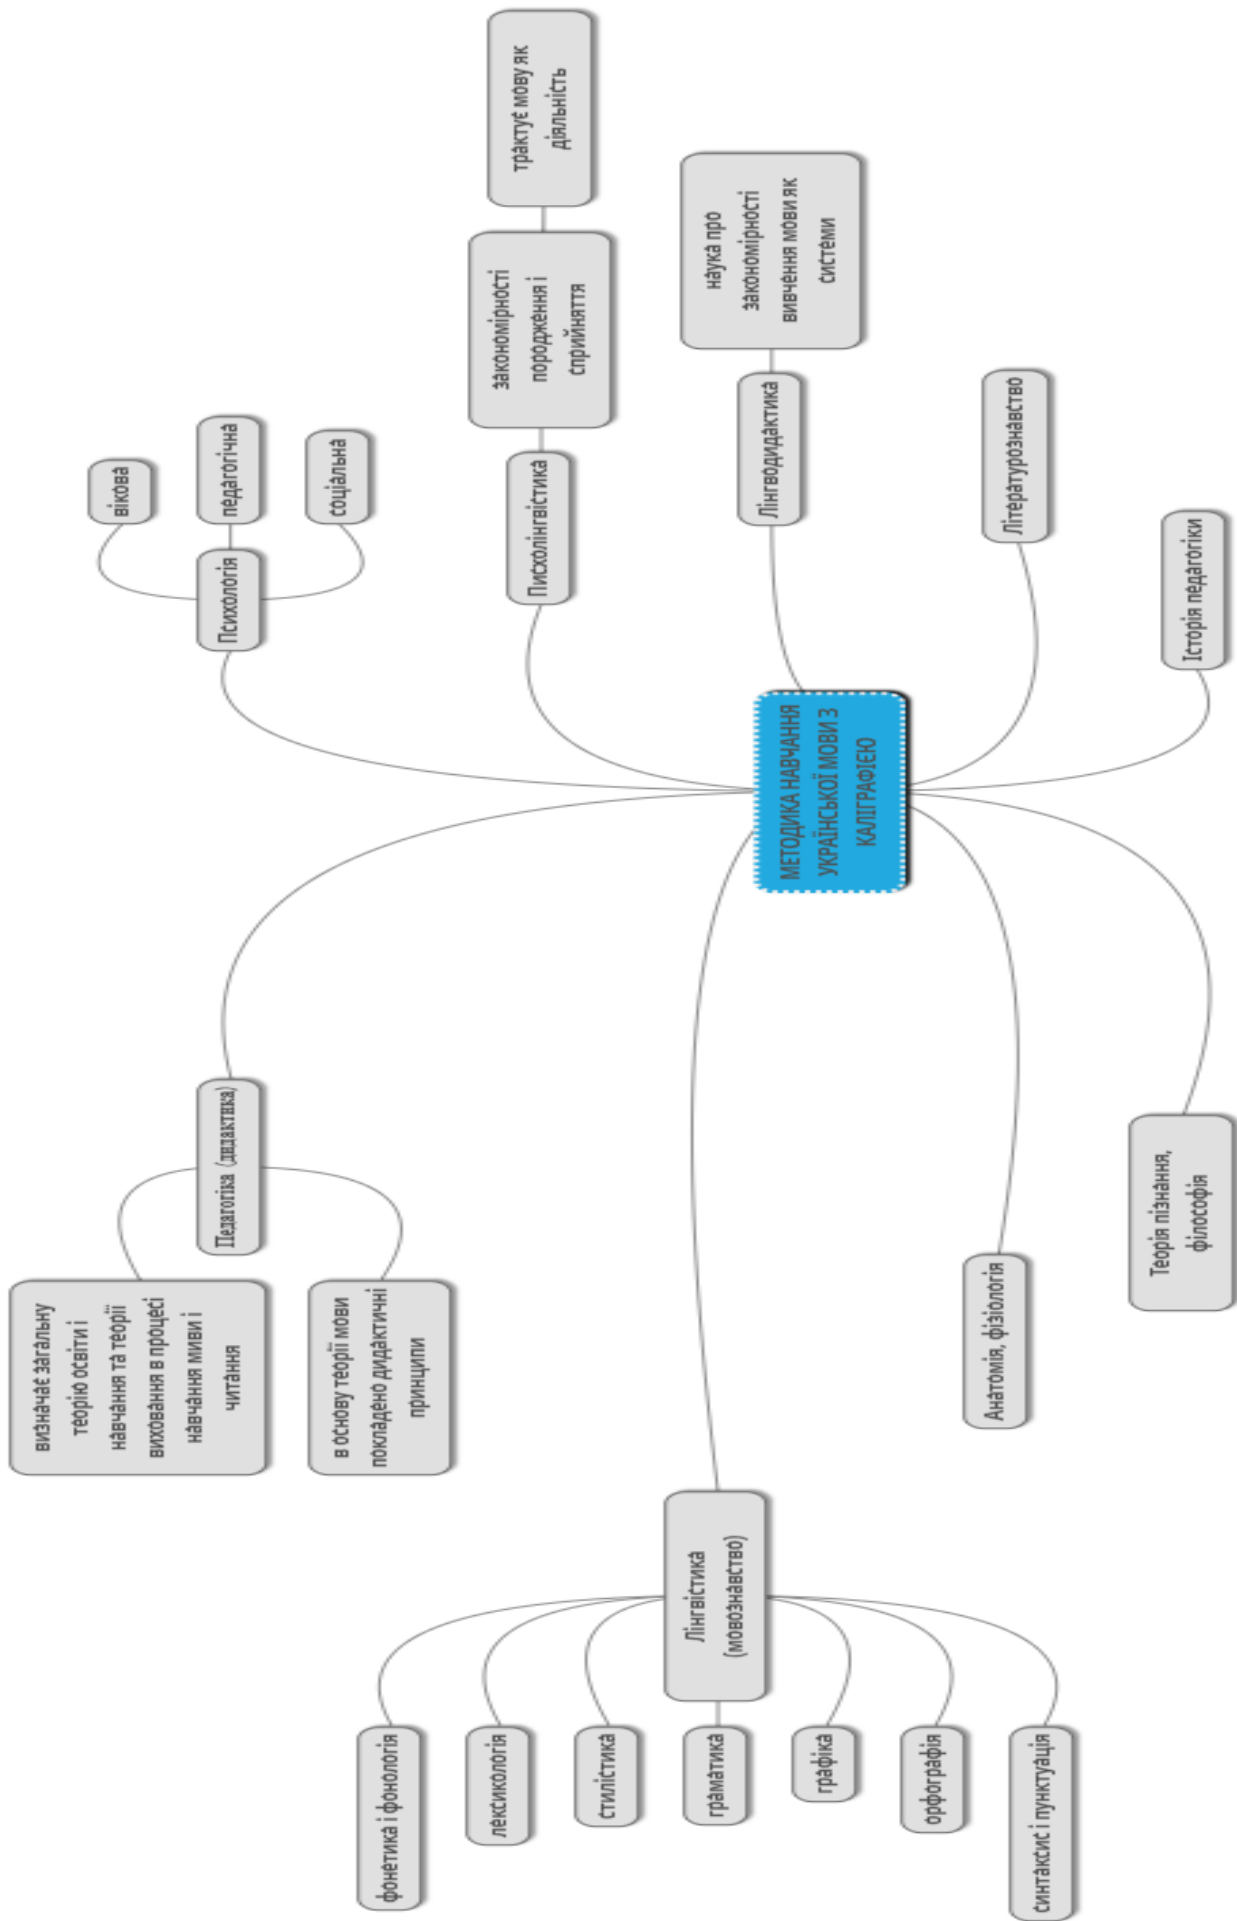 визначає загальну
теорію освіти і
навчання та теорії
виховання в процесі
навчання миви і
читання
в основу теорії мови
покладено дидактичні
принципи
Педагогіка (дидактика)
Психологія
вікова
педагогічна
соціальна
Писхолінгвістика
закономірності
породження і
сприйняття
трактує мову як
діяльність
фонетика і фонологія
лексикологія
стилістика
граматика
графіка
орфографія
синтаксис і пунктуація
Лінгвістика
(мовознавство)
МЕТОДИКА НАВЧАННЯ
УКРАЇНСЬКОЇ МОВИ З
КАЛІГРАФІЄЮ
Лінгводидактика
наука про
закономірності
вивчення мови як
системи
Літературознавство
Історія педагогіки
Анатомія, фізіологія
Теорія пізнання,
філософія